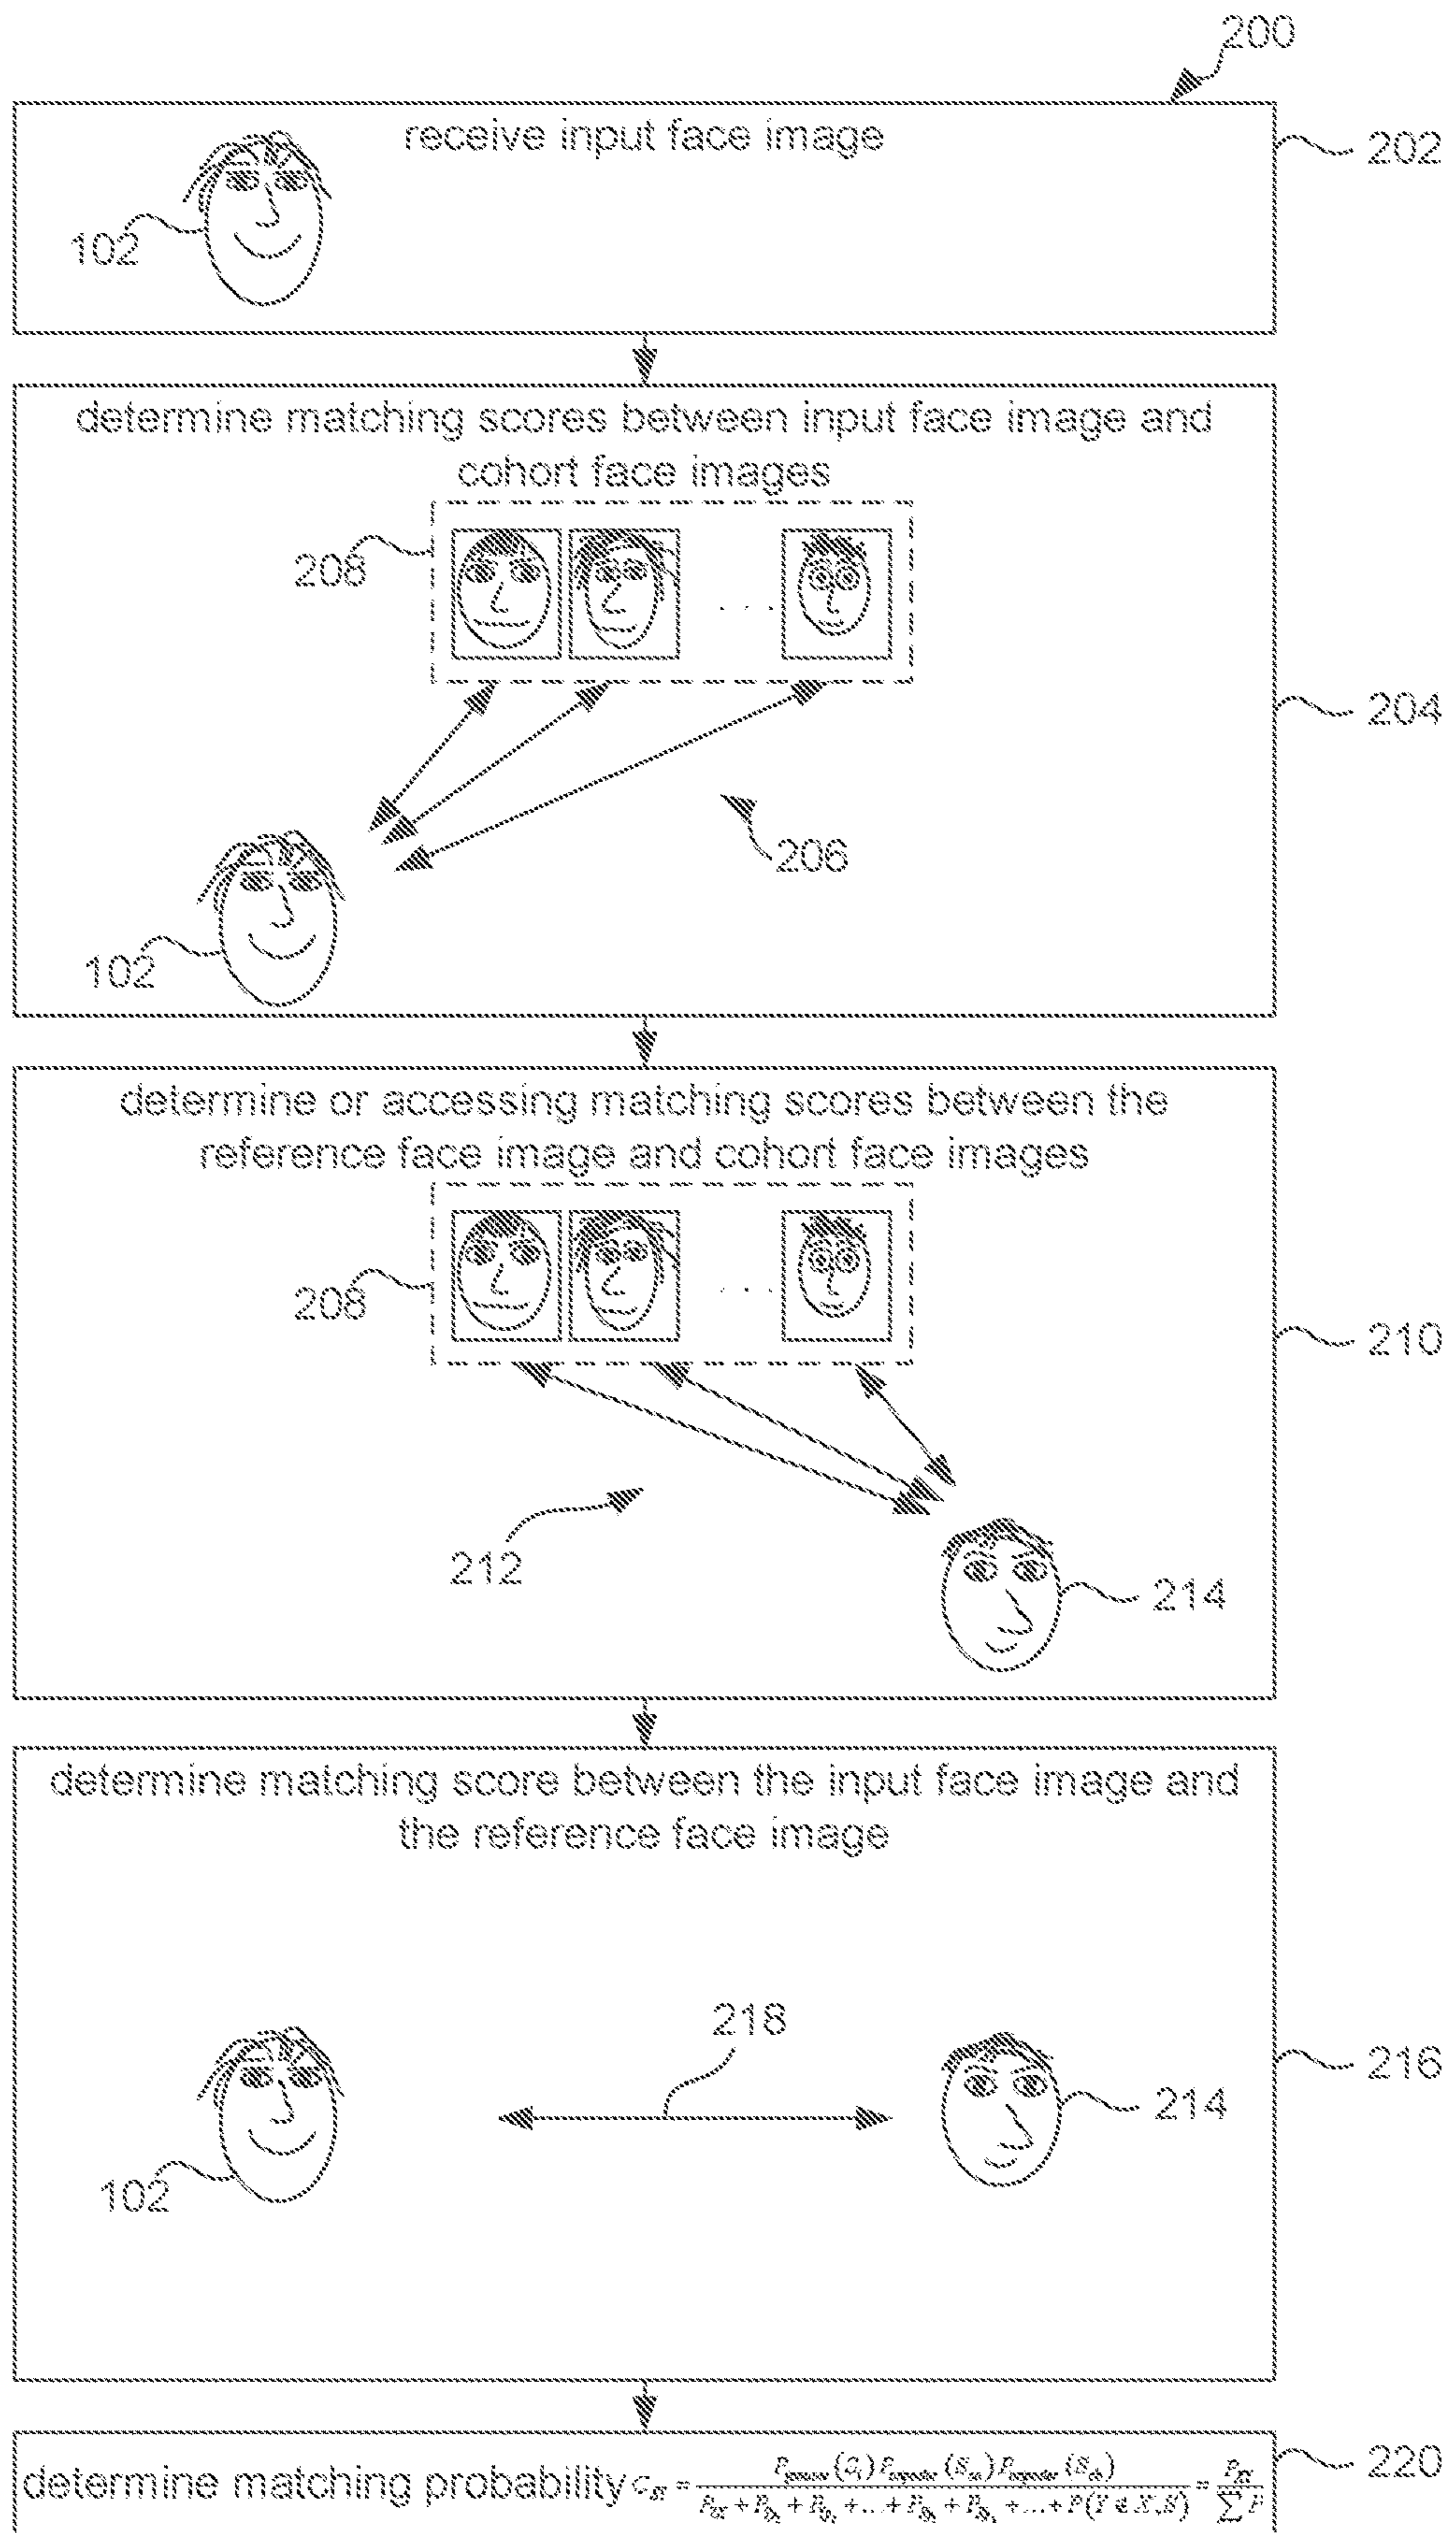 200
receive input face image
202
102
determine matching scores between input face image and
cohort face images
208
204
206
102
determine or accessing matching scores between the
reference face image and cohort face images
208
210
212
214
determine matching score between the input face image and
the reference face image
218
216
214
102
220
determine matching probability